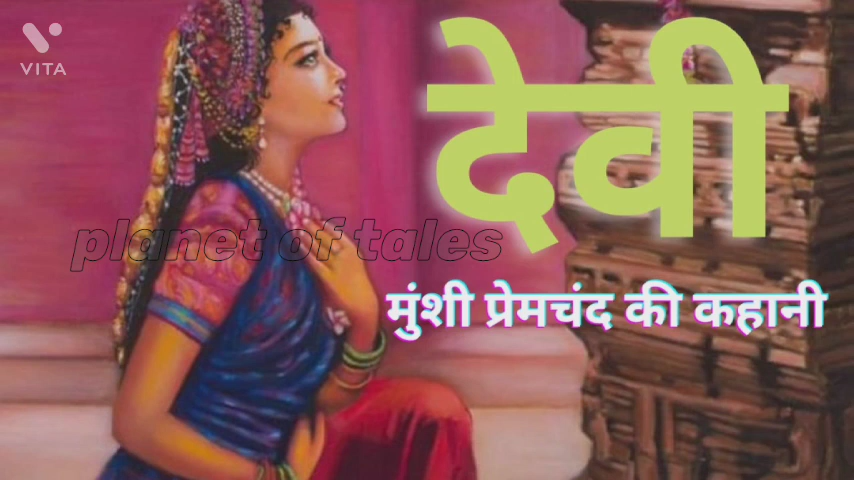 VITA
देवी
planet of tales
मुंशी प्रेमचंद की कहानी